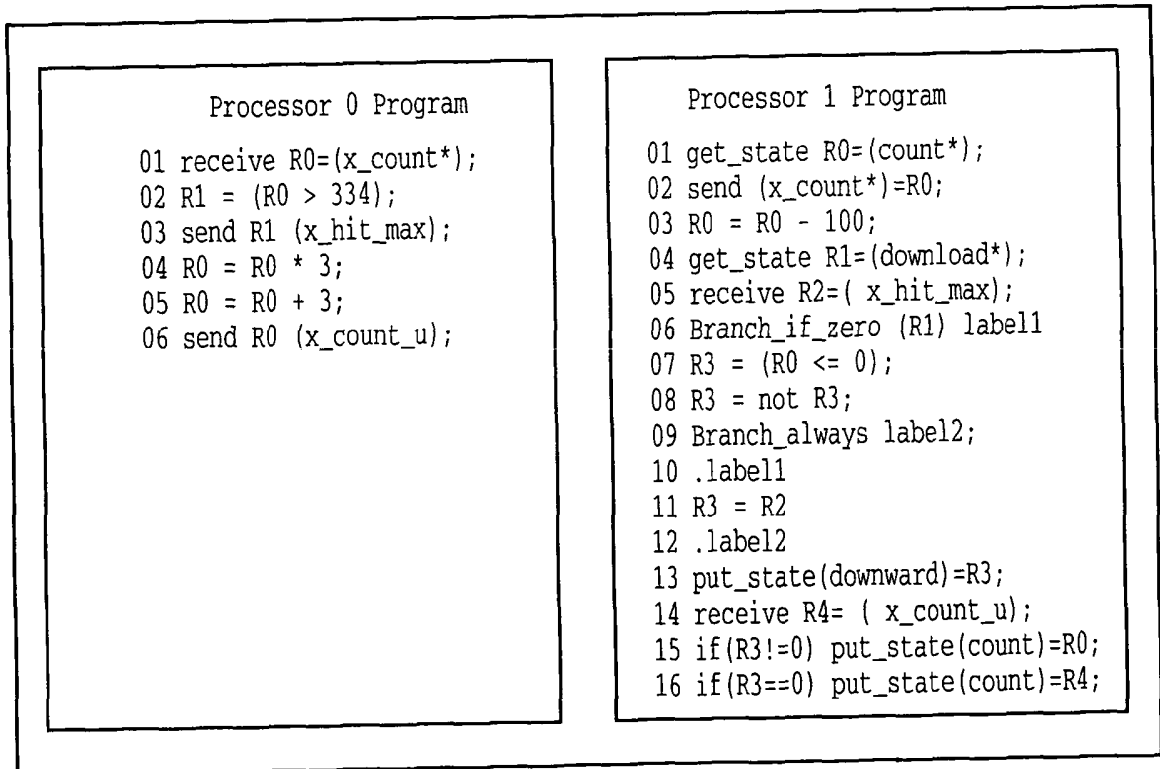 Processor 0 Program
01 receive R0=(x_count*);
02 R1 = (R0 > 334);
03 send R1 (x_hit_max);
04 R0 = R0 * 3;
05 R0 = R0 + 3;
06 send R0 (x_count_u);
Processor 1 Program
01 get_state R0=(count*);
02 send (x_count*)=R0;
03 R0 = R0 - 100;
04 get_state R1=(download*);
05 receive R2=( x_hit_max);
06 Branch_if_zero (R1) label1
07 R3 = (R0 <= 0);
08 R3 = not R3;
09 Branch_always label2;
10 .label1
11 R3 = R2
12 .label2
13 put_state(downward)=R3;
14 receive R4= ( x_count_u);
15 if(R3!=0) put_state(count)=R0;
16 if(R3==0) put_state(count)=R4;